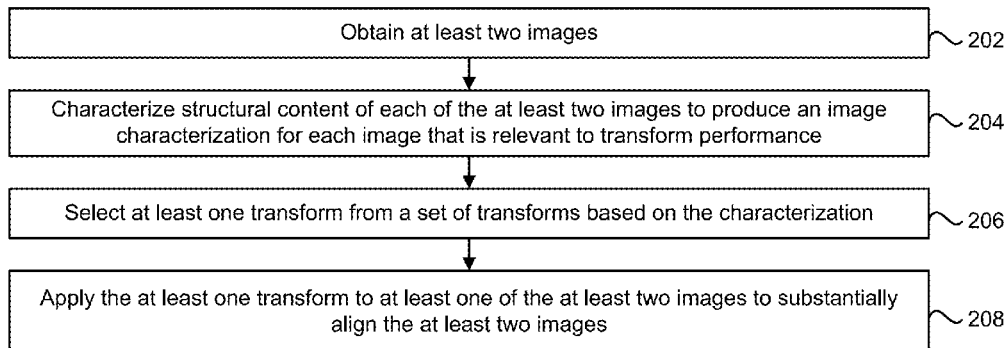 Obtain at least two images
202
Characterize structural content of each of the at least two images to produce an image
characterization for each image that is relevant to transform performance
204
Select at least one transform from a set of transforms based on the characterization
206
Apply the at least one transform to at least one of the at least two images to substantially
align the at least two images
208